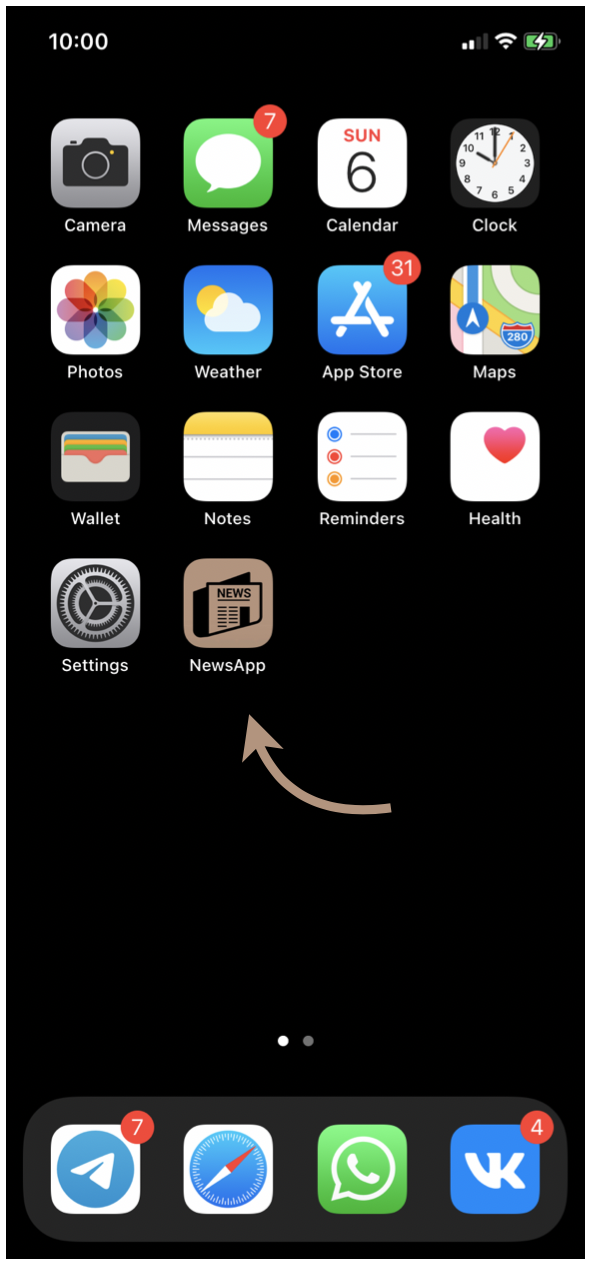 10:00
7
SUN
6
11 12 1
10 2
9 3
8 4
7 6 5
Camera Messages Calendar Clock
31
280
Photos Weather App Store Maps
Wallet Notes Reminders Health
NEWS
Settings NewsApp
7
4
VK